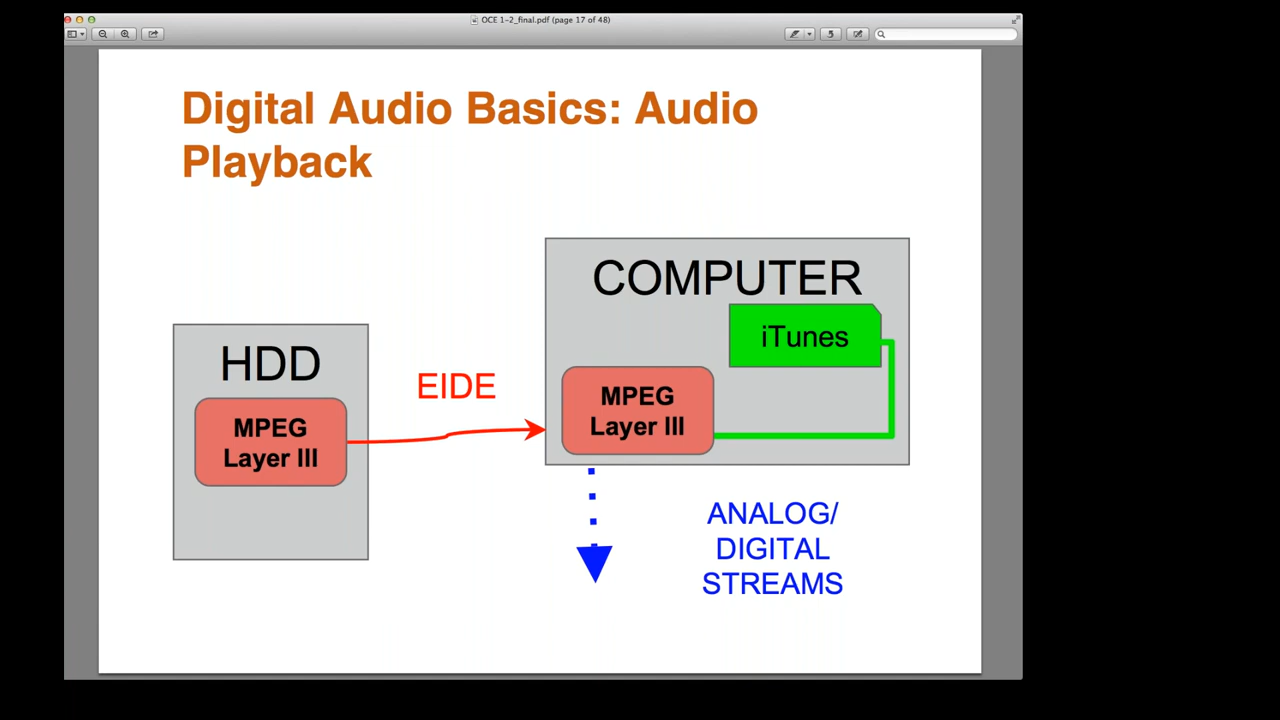 OCE 1-2_final.pdf (page 17 of 48)
Digital Audio Basics: Audio
Playback
COMPUTER
iTunes
HDD
EIDE
MPEG
Layer III
MPEG
Layer III
ANALOG/
DIGITAL
STREAMS